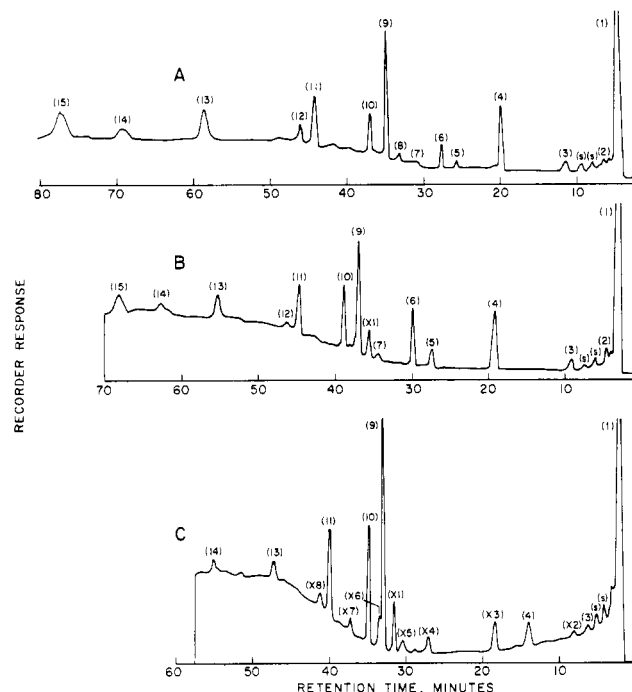 A
(15)
(14)
(13)
(12)
(11)
(10)
(9)
(8)
(7)
(6)
(5)
(4)
(3)
(s)
(s)
(2)
(1)
80 70 60 50 40 30 20 10
B
(15)
(14)
(13)
(12)
(11)
(10)
(9)
(X1)
(7)
(6)
(5)
(4)
(3)
(s)
(s)
(2)
(1)
70 60 50 40 30 20 10
RECORDER RESPONSE
C
(14)
(13)
(X8)
(11)
(X7)
(10)
(X6)
(9)
(X1)
(X5)
(X4)
(X3)
(4)
(X2)
(3)
(s)
(s)
(1)
60 50 40 30 20 10
RETENTION TIME, MINUTES